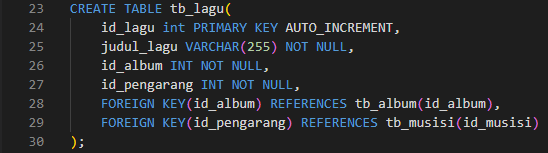 23 CREATE TABLE tb_lagu(
24 id_lagu int PRIMARY KEY AUTO_INCREMENT,
25 judul_lagu VARCHAR(255) NOT NULL,
26 id_album INT NOT NULL,
27 id_pengarang INT NOT NULL,
28 FOREIGN KEY(id_album) REFERENCES tb_album(id_album),
29 FOREIGN KEY(id_pengarang) REFERENCES tb_musisi(id_musisi)
30 );